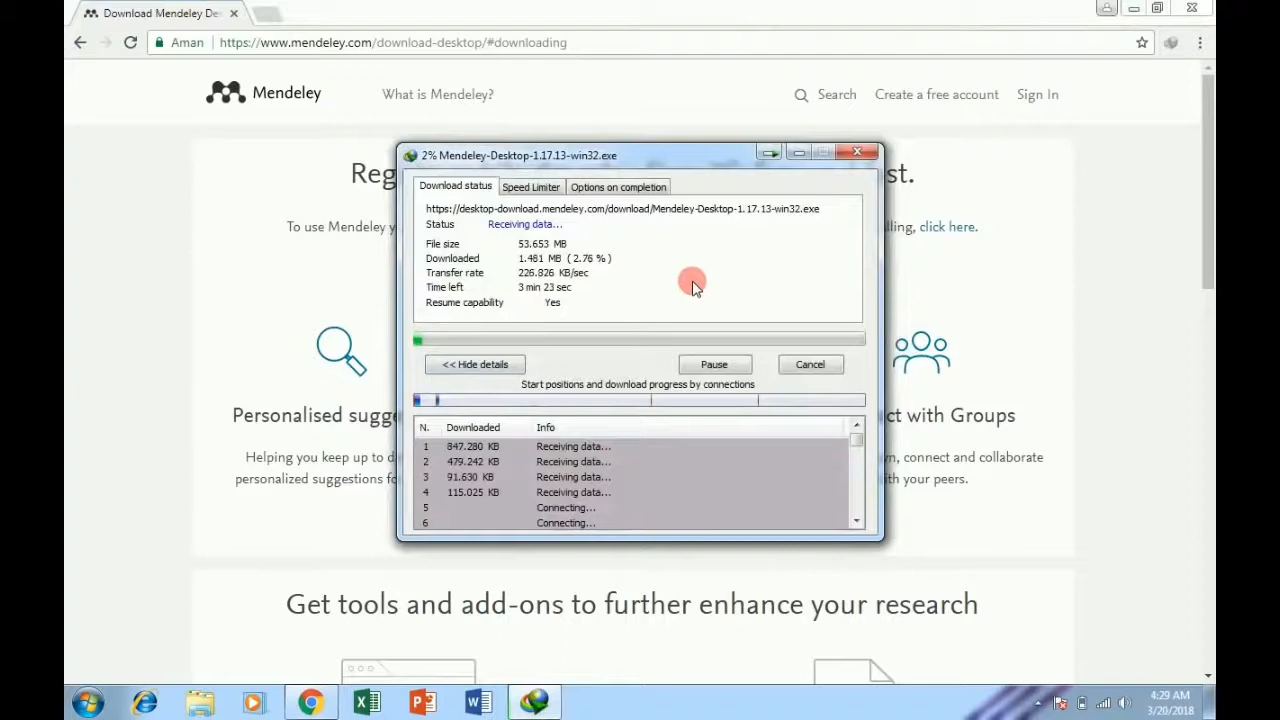 Download Mendeley De
Aman
https://www.mendeley.com/download-desktop/#downloading
Mendeley
What is Mendeley?
Search
Create a free account
Sign In
Reg
st.
To use Mendeley y
lling, click here.
2% Mendeley-Desktop-1.17.13-win32.exe
Download status
Speed Limiter
Options on completion
https://desktop-download.mendeley.com/download/Mendeley-Desktop-1.17.13-win32.exe
Status Receiving data...
File size 53.653 MB
Downloaded 1.481 MB ( 2.76 % )
Transfer rate 226.826 KB/sec
Time left 3 min 23 sec
Resume capability Yes
<< Hide details
Pause
Cancel
Start positions and download progress by connections
N. Downloaded Info
1 847.280 KB Receiving data...
2 479.242 KB Receiving data...
3 91.630 KB Receiving data...
4 115.025 KB Receiving data...
5 Connecting...
6 Connecting...
Personalised sugge
Helping you keep up to da
personalized suggestions fo
ct with Groups
n, connect and collaborate
with your peers.
Get tools and add-ons to further enhance your research
4:29 AM
3/20/2018